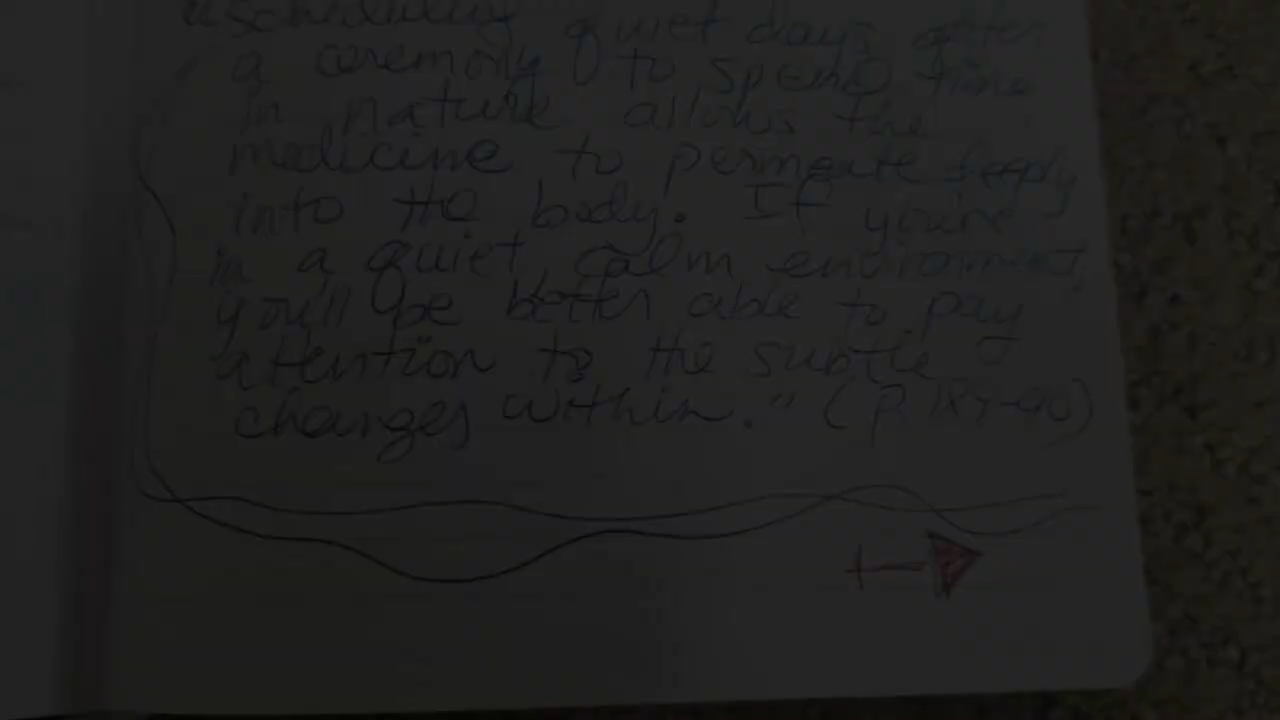 "Scheduling quiet days after
a ceremony to spend time
in nature allows the
medicine to permeate deeply
into the body. If you're
in a quiet, calm environment,
you'll be better able to pay
attention to the subtle
changes within." (p. 189-90)